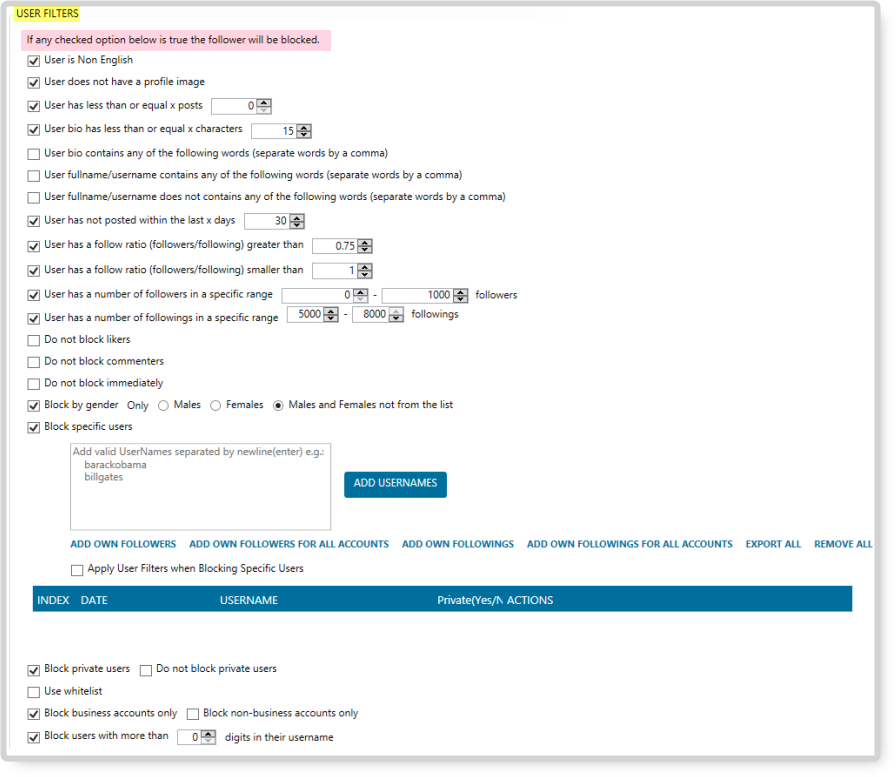 USER FILTERS
If any checked option below is true the follower will be blocked.
User is Non English
User does not have a profile image
User has less than or equal x posts 0
User bio has less than or equal x characters 15
User bio contains any of the following words (separate words by a comma)
User fullname/username contains any of the following words (separate words by a comma)
User fullname/username does not contains any of the following words (separate words by a comma)
User has not posted within the last x days 30
User has a follow ratio (followers/following) greater than 0.75
User has a follow ratio (followers/following) smaller than 1
User has a number of followers in a specific range 0 - 1000 followers
User has a number of followings in a specific range 5000 - 8000 followings
Do not block likers
Do not block commenters
Do not block immediately
Block by gender Only Males Females Males and Females not from the list
Block specific users
Add valid UserNames separated by newline(enter) e.g.:
barackobama
billgates
ADD USERNAMES
ADD OWN FOLLOWERS ADD OWN FOLLOWERS FOR ALL ACCOUNTS ADD OWN FOLLOWINGS ADD OWN FOLLOWINGS FOR ALL ACCOUNTS EXPORT ALL REMOVE ALL
Apply User Filters when Blocking Specific Users
INDEX DATE USERNAME Private(Yes/N ACTIONS
Block private users Do not block private users
Use whitelist
Block business accounts only Block non-business accounts only
Block users with more than 0 digits in their username